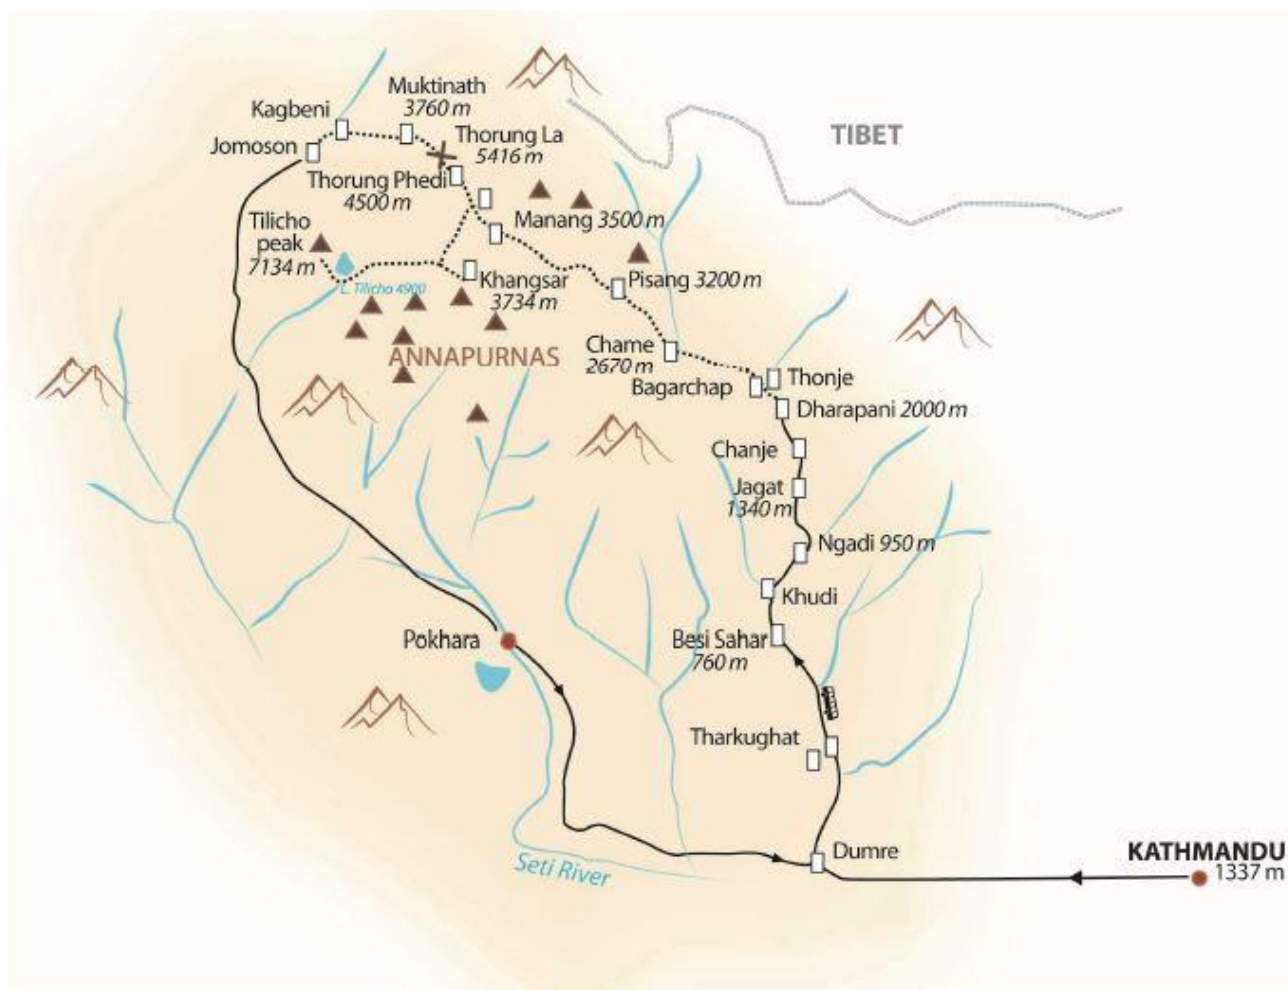 Muktinath
3760 m
Kagbeni
Jomoson
Thorung La
5416 m
TIBET
Thorung Phedi
4500 m
Tilicho
peak
7134 m
Manang 3500 m
L. Tilicho 4900
Khangsar
3734 m
Pisang 3200 m
ANNAPURNAS
Chame
2670 m
Bagarchap
Thonje
Dharapani 2000 m
Chanje
Jagat
1340 m
Ngadi 950 m
Khudi
Besi Sahar
760 m
Pokhara
Tharkughat
Dumre
Seti River
KATHMANDU
1337 m